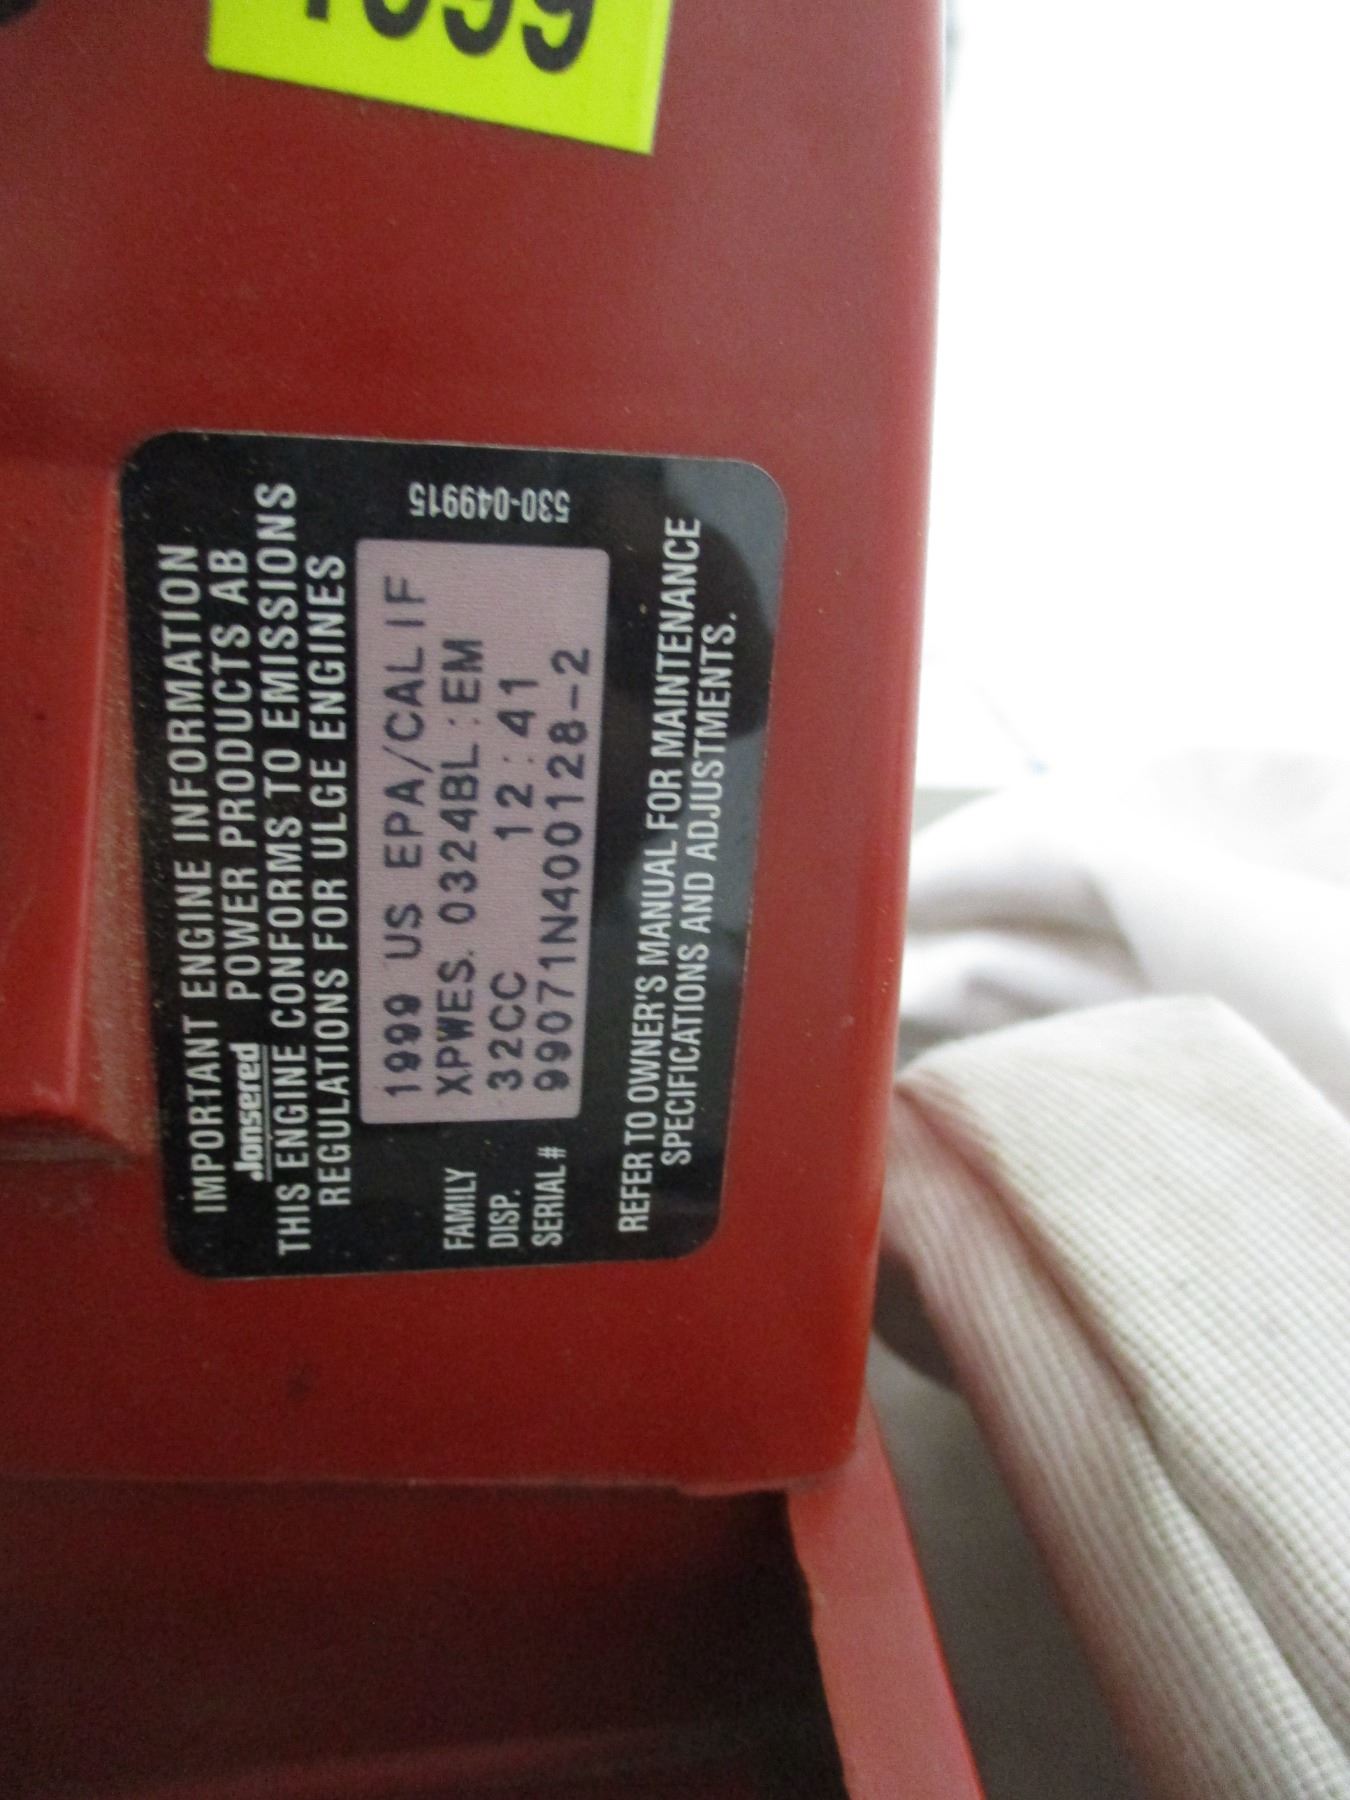 IMPORTANT ENGINE INFORMATION
Jonsered POWER PRODUCTS AB
THIS ENGINE CONFORMS TO EMISSIONS
REGULATIONS FOR ULGE ENGINES
1999 US EPA/CALIF
FAMILY XPWES. 0324BL:EM
DISP. 32CC 12:41
SERIAL# 99071N400128-2
530-049915
REFER TO OWNER'S MANUAL FOR MAINTENANCE
SPECIFICATIONS AND ADJUSTMENTS.